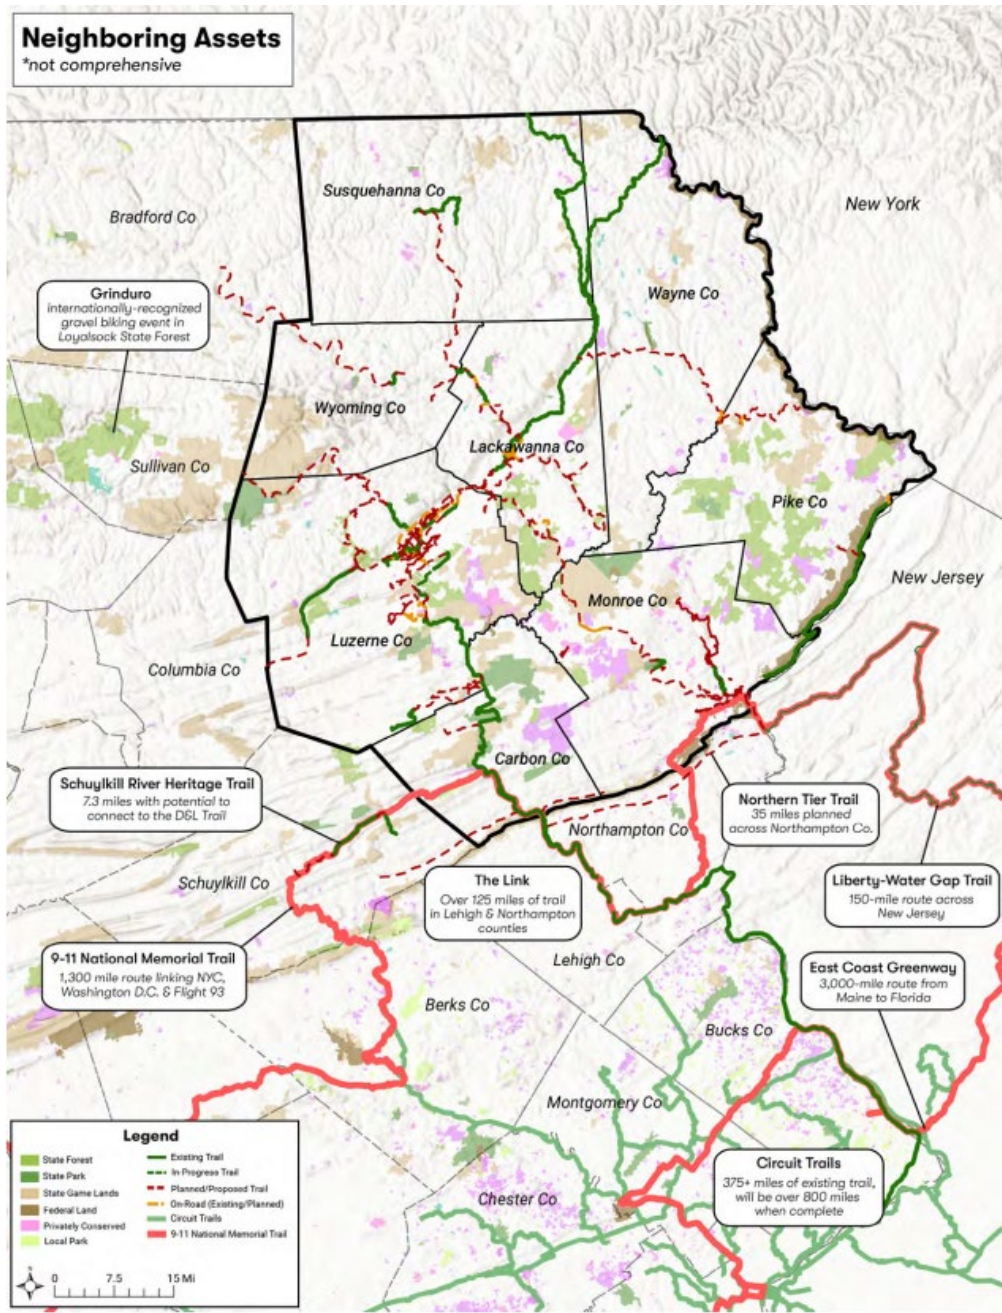 Neighboring Assets
*not comprehensive
Susquehanna Co
Bradford Co
New York
Grinduro
internationally-recognized
gravel biking event in
Loyalsock State Forest
Wayne Co
Wyoming Co
Lackawanna Co
Sullivan Co
Pike Co
New Jersey
Monroe Co
Luzerne Co
Columbia Co
Carbon Co
Schuylkill River Heritage Trail
7.3 miles with potential to
connect to the D&L Trail
Northern Tier Trail
35 miles planned
across Northampton Co.
Northampton Co
Schuylkill Co
The Link
Over 125 miles of trail
in Lehigh & Northampton
counties
Liberty-Water Gap Trail
150-mile route across
New Jersey
9-11 National Memorial Trail
1,300 mile route linking NYC,
Washington D.C. & Flight 93
Lehigh Co
East Coast Greenway
3,000-mile route from
Maine to Florida
Berks Co
Bucks Co
Montgomery Co
Circuit Trails
375+ miles of existing trail,
will be over 800 miles
when complete
Chester Co
Legend
State Forest
State Park
State Game Lands
Federal Land
Privately Conserved
Local Park
Existing Trail
In-Progress Trail
Planned/Proposed Trail
On-Road (Existing/Planned)
Circuit Trails
9-11 National Memorial Trail
N
0 7.5 15 Mi